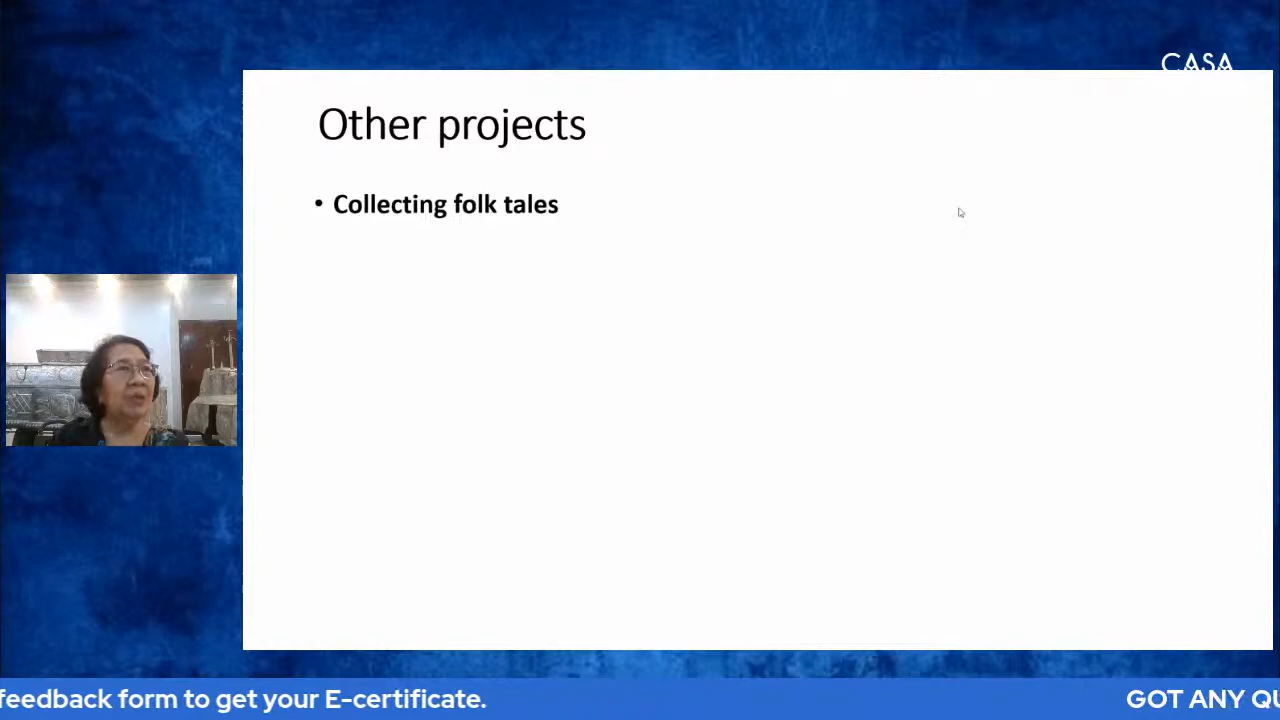 CASA
Other projects
• Collecting folk tales
feedback form to get your E-certificate.
GOT ANY QU